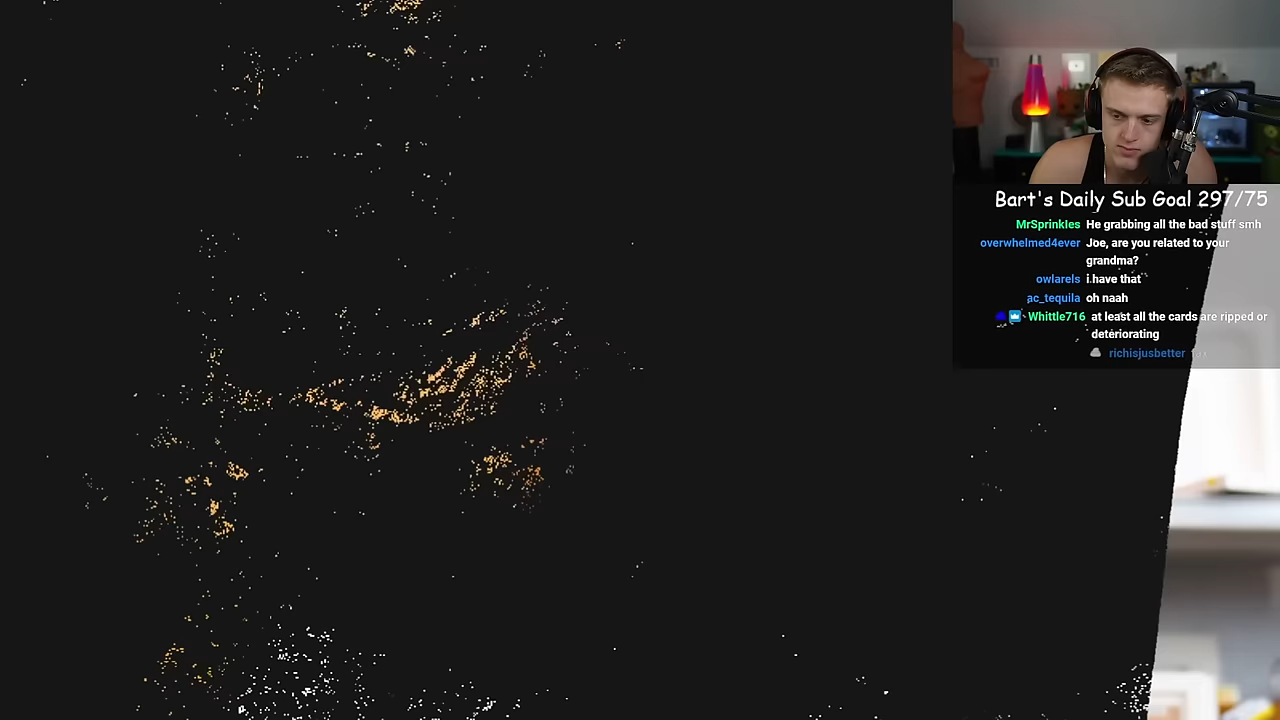 Bart's Daily Sub Goal 297/75
MrSprinkles He grabbing all the bad stuff smh
overwhelmed4ever Joe, are you related to your
grandma?
owlarels i have that
ac_tequila oh naah
Whittle716 at least all the cards are ripped or
deteriorating
richisjusbetter